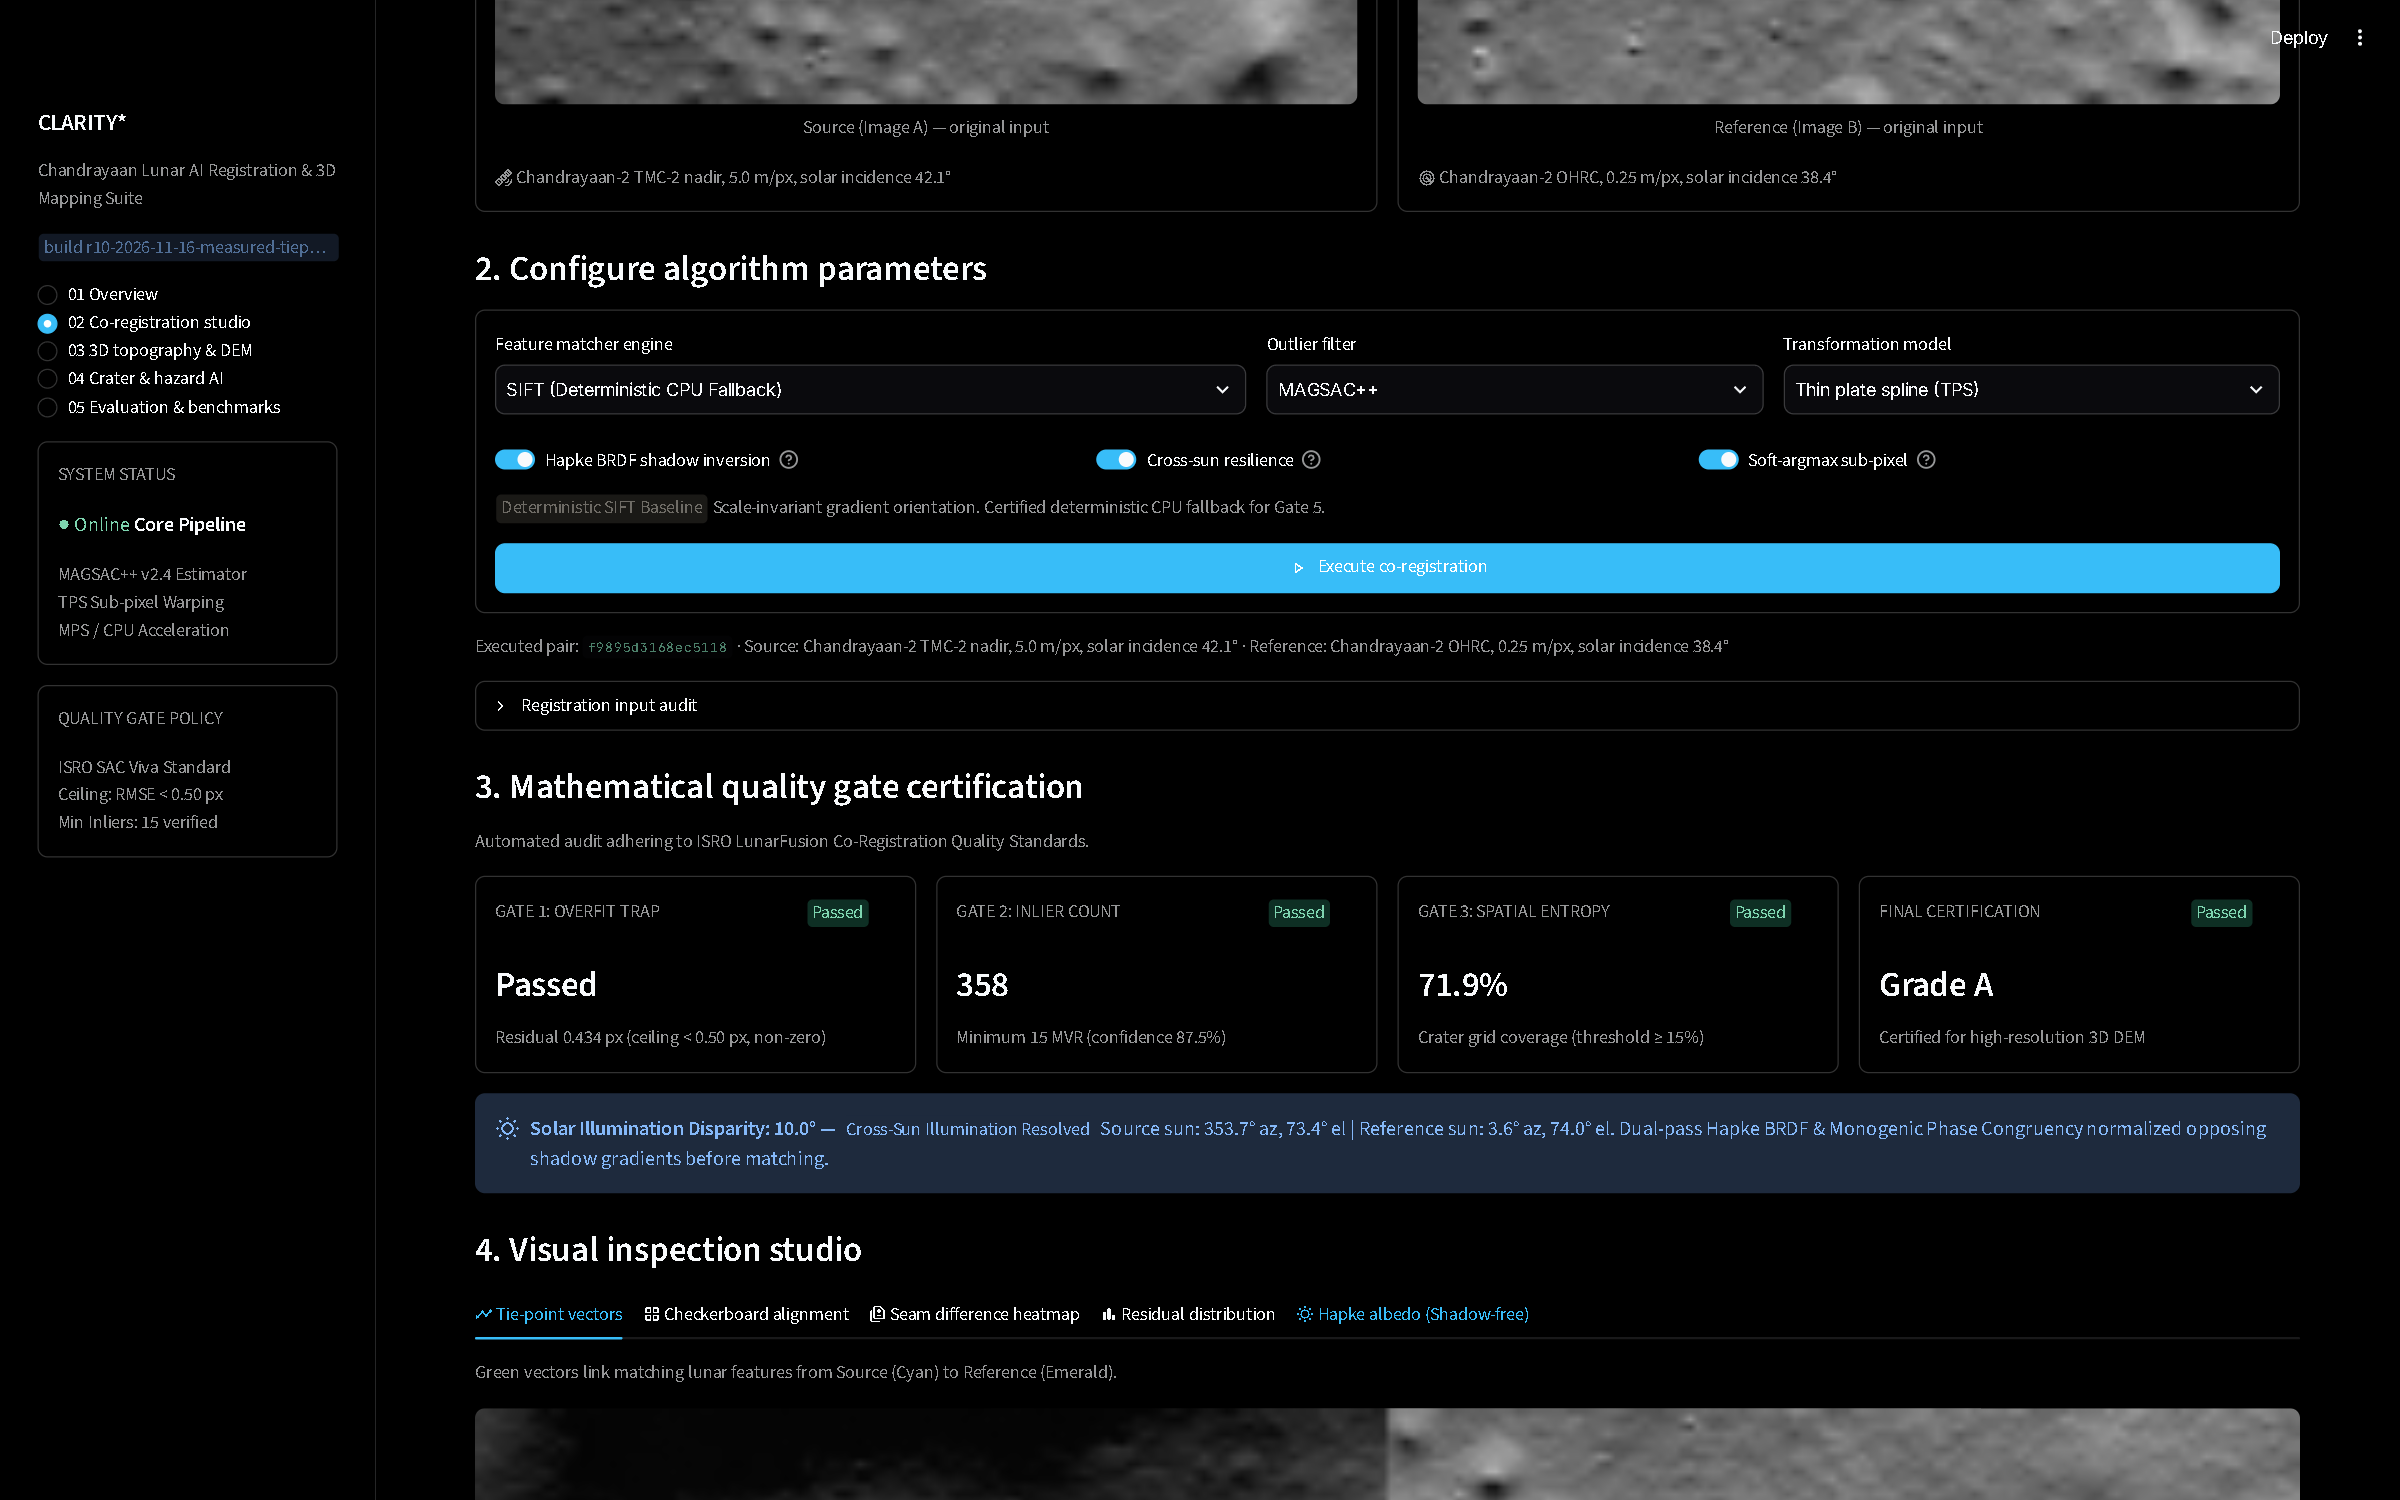 Deploy
CLARITY*
Chandrayaan Lunar AI Registration & 3D
Mapping Suite
build r10-2026-11-16-measured-tiep...
01 Overview
02 Co-registration studio
03 3D topography & DEM
04 Crater & hazard AI
05 Evaluation & benchmarks
SYSTEM STATUS
Online Core Pipeline
MAGSAC++ v2.4 Estimator
TPS Sub-pixel Warping
MPS / CPU Acceleration
QUALITY GATE POLICY
ISRO SAC Viva Standard
Ceiling: RMSE < 0.50 px
Min Inliers: 15 verified
Source (Image A) — original input
Chandrayaan-2 TMC-2 nadir, 5.0 m/px, solar incidence 42.1°
Reference (Image B) — original input
Chandrayaan-2 OHRC, 0.25 m/px, solar incidence 38.4°
2. Configure algorithm parameters
Feature matcher engine
SIFT (Deterministic CPU Fallback)
Outlier filter
MAGSAC++
Transformation model
Thin plate spline (TPS)
Hapke BRDF shadow inversion
Cross-sun resilience
Soft-argmax sub-pixel
Deterministic SIFT Baseline Scale-invariant gradient orientation. Certified deterministic CPU fallback for Gate 5.
Execute co-registration
Executed pair: f9895d3168ec5118 · Source: Chandrayaan-2 TMC-2 nadir, 5.0 m/px, solar incidence 42.1° · Reference: Chandrayaan-2 OHRC, 0.25 m/px, solar incidence 38.4°
Registration input audit
3. Mathematical quality gate certification
Automated audit adhering to ISRO LunarFusion Co-Registration Quality Standards.
GATE 1: OVERFIT TRAP Passed
Passed
Residual 0.434 px (ceiling < 0.50 px, non-zero)
GATE 2: INLIER COUNT Passed
358
Minimum 15 MVR (confidence 87.5%)
GATE 3: SPATIAL ENTROPY Passed
71.9%
Crater grid coverage (threshold ≥ 15%)
FINAL CERTIFICATION Passed
Grade A
Certified for high-resolution 3D DEM
Solar Illumination Disparity: 10.0° — Cross-Sun Illumination Resolved Source sun: 353.7° az, 73.4° el | Reference sun: 3.6° az, 74.0° el. Dual-pass Hapke BRDF & Monogenic Phase Congruency normalized opposing
shadow gradients before matching.
4. Visual inspection studio
Tie-point vectors
Checkerboard alignment
Seam difference heatmap
Residual distribution
Hapke albedo (Shadow-free)
Green vectors link matching lunar features from Source (Cyan) to Reference (Emerald).